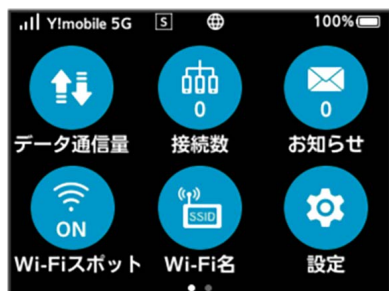 Y!mobile 5G S 100%
0 0
データ通信量 接続数 お知らせ
ON SSID
Wi-Fiスポット Wi-Fi名 設定